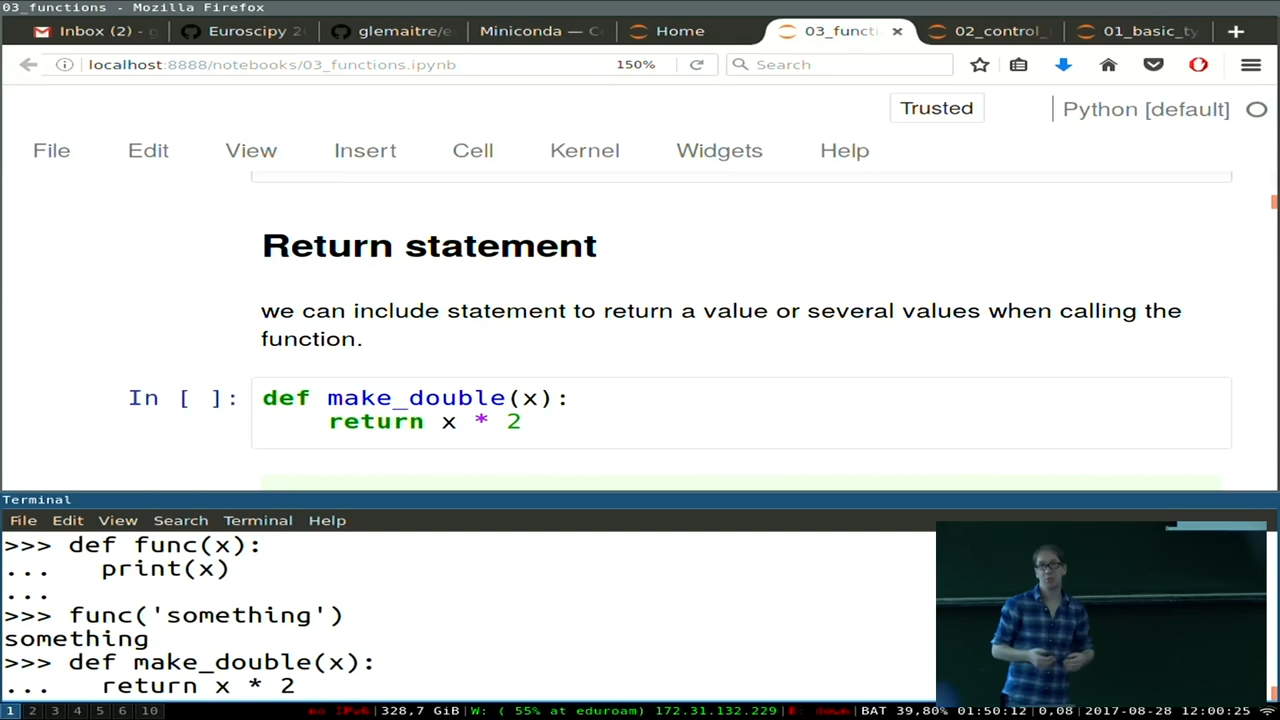 03_functions - Mozilla Firefox
Inbox (2) - g
Euroscipy 2
glemaitre/e
Miniconda — C
Home
03_functi
02_control_
01_basic_ty
localhost:8888/notebooks/03_functions.ipynb
150%
Search
Trusted
Python [default]
File Edit View Insert Cell Kernel Widgets Help
Return statement
we can include statement to return a value or several values when calling the
function.
In [ ]: def make_double(x):
return x * 2
Terminal
File Edit View Search Terminal Help
>>> def func(x):
... print(x)
...
>>> func('something')
something
>>> def make_double(x):
... return x * 2
1 2 3 4 5 6 10 no IPv6|328,7 GiB|W: ( 55% at eduroam) 172.31.132.229|E: down|BAT 39,80% 01:50:12|0,08|2017-08-28 12:00:25